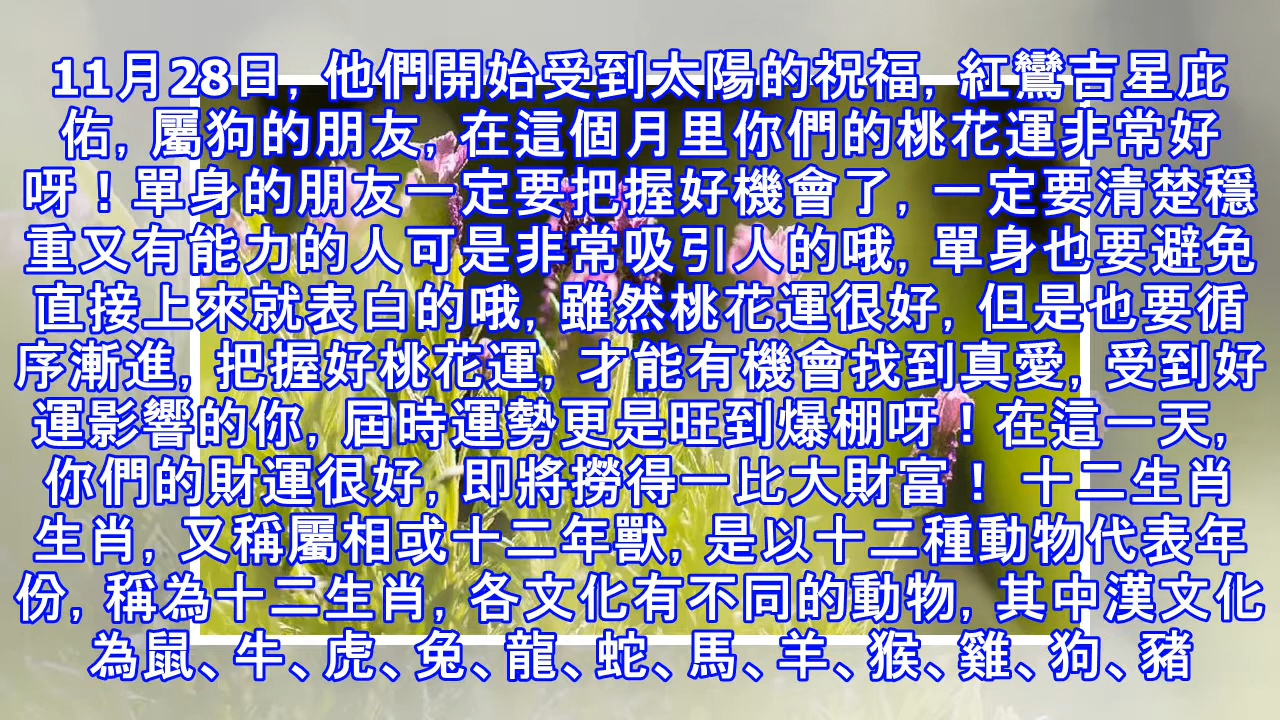 11月28日, 他們開始受到太陽的祝福, 紅鸞吉星庇
佑, 屬狗的朋友, 在這個月里你們的桃花運非常好
呀！單身的朋友一定要把握好機會了, 一定要清楚穩
重又有能力的人可是非常吸引人的哦, 單身也要避免
直接上來就表白的哦, 雖然桃花運很好, 但是也要循
序漸進, 把握好桃花運, 才能有機會找到真愛, 受到好
運影響的你, 屆時運勢更是旺到爆棚呀！在這一天,
你們的財運很好, 即將撈得一比大財富！ 十二生肖
生肖, 又稱屬相或十二年獸, 是以十二種動物代表年
份, 稱為十二生肖, 各文化有不同的動物, 其中漢文化
為鼠、牛、虎、兔、龍、蛇、馬、羊、猴、雞、狗、豬